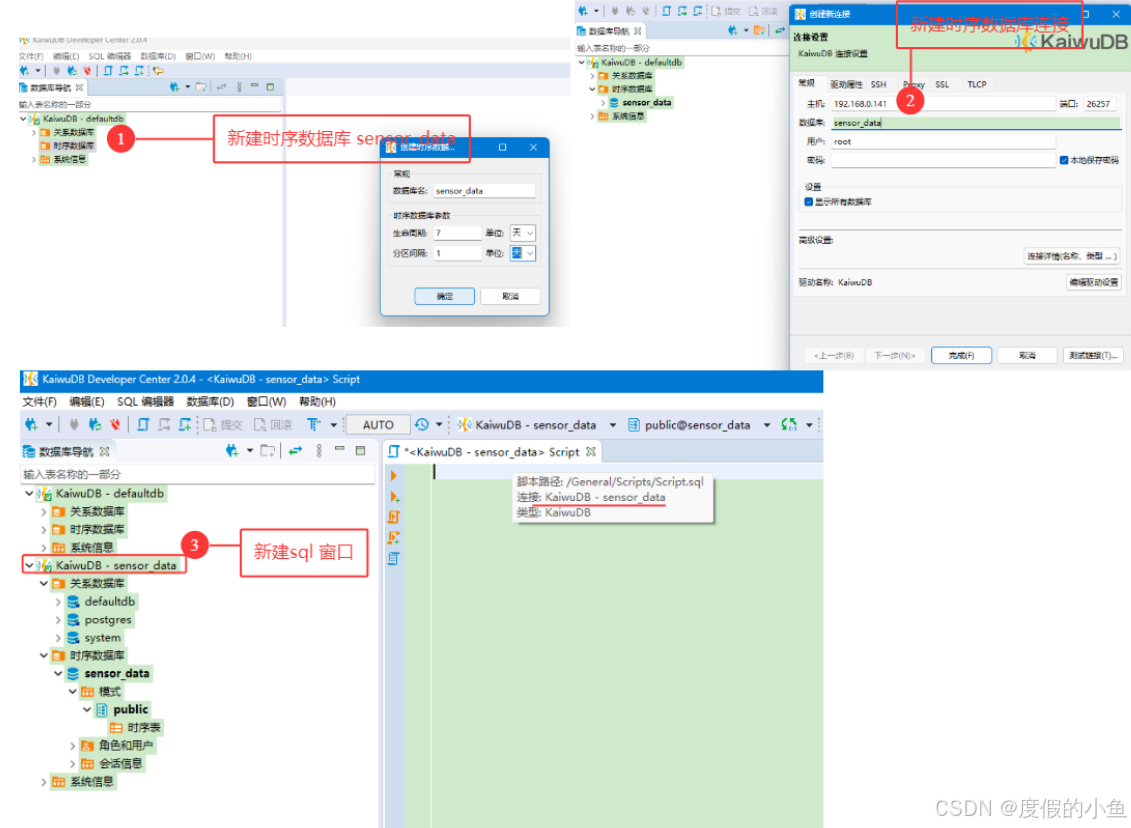 KaiwuDB Developer Center 2.0.4
文件(F) 编辑(E) SQL 编辑器 数据库(D) 窗口(W) 帮助(H)
数据库导航
输入表名称的一部分
KaiwuDB - defaultdb
关系数据库
时序数据库
系统信息
1
新建时序数据库 sensor_data
创建时序数据...
常规
数据库名: sensor_data
时序数据库参数
生命周期: 7 单位: 天
分区间隔: 1 单位: 天
确定 取消
提交 回滚
数据库导航
输入表名称的一部分
KaiwuDB - defaultdb
关系数据库
时序数据库
sensor_data
系统信息
创建新连接
新建时序数据库连接
连接设置
KaiwuDB 连接设置
KaiwuDB
2
常规 驱动属性 SSH Proxy SSL TLCP
主机: 192.168.0.141 端口: 26257
数据库: sensor_data
用户: root
密码: 本地保存密码
设置
显示所有数据库
高级设置:
连接详情(名称、类型 ... )
驱动名称: KaiwuDB 编辑驱动设置
<上一步(B) 下一步(N)> 完成(F) 取消 测试链接(T)...
KaiwuDB Developer Center 2.0.4 - <KaiwuDB - sensor_data> Script
文件(F) 编辑(E) SQL 编辑器 数据库(D) 窗口(W) 帮助(H)
提交 回滚 AUTO KaiwuDB - sensor_data public@sensor_data
数据库导航
*<KaiwuDB - sensor_data> Script
输入表名称的一部分
KaiwuDB - defaultdb
关系数据库
时序数据库
系统信息
KaiwuDB - sensor_data
关系数据库
defaultdb
postgres
system
时序数据库
sensor_data
模式
public
时序表
角色和用户
会话信息
系统信息
3
新建sql 窗口
脚本路径: /General/Scripts/Script.sql
连接: KaiwuDB - sensor_data
类型: KaiwuDB
CSDN @度假的小鱼